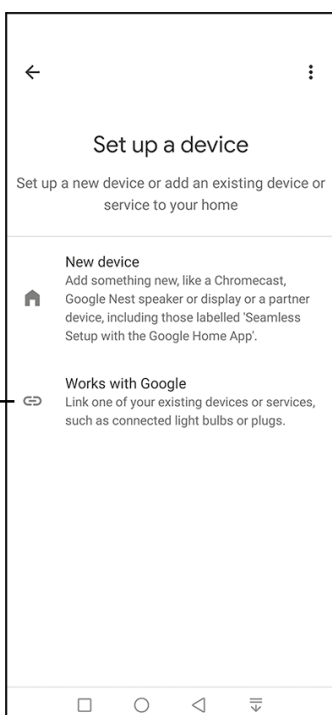 Set up a device
Set up a new device or add an existing device or
service to your home
New device
Add something new, like a Chromecast,
Google Nest speaker or display or a partner
device, including those labelled 'Seamless
Setup with the Google Home App'.
Works with Google
Link one of your existing devices or services,
such as connected light bulbs or plugs.